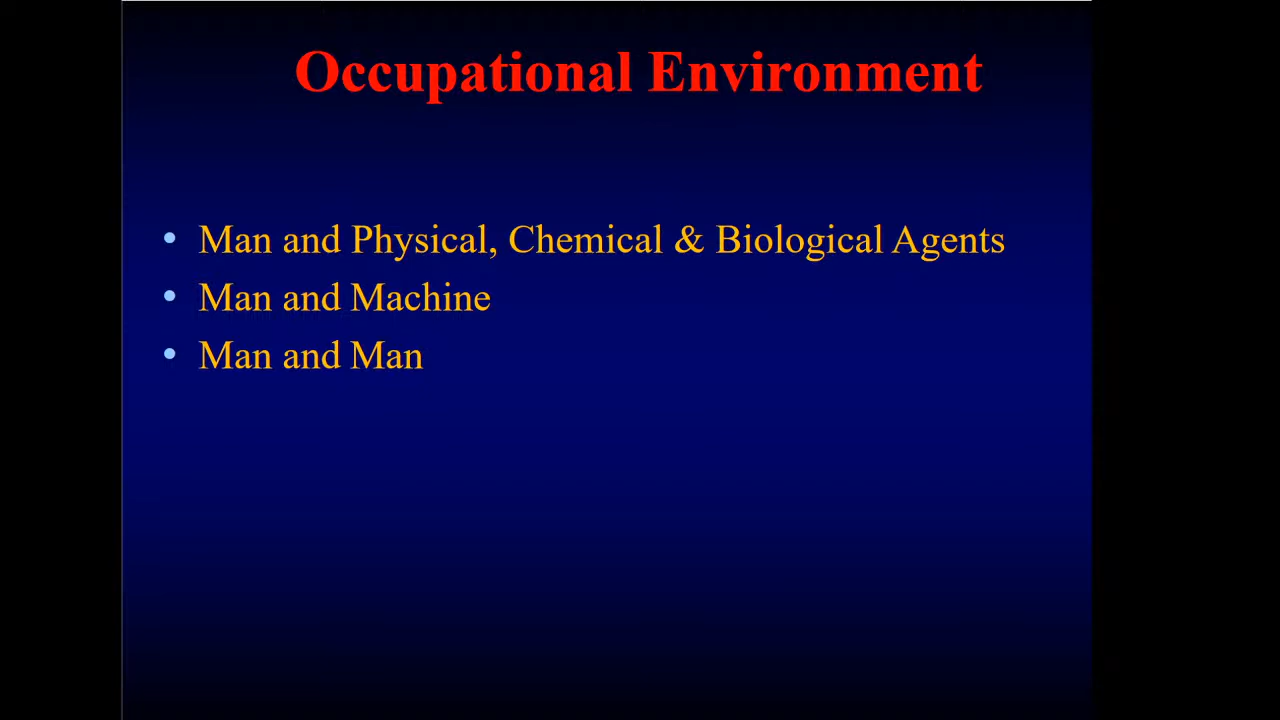 Occupational Environment
• Man and Physical, Chemical & Biological Agents
• Man and Machine
• Man and Man